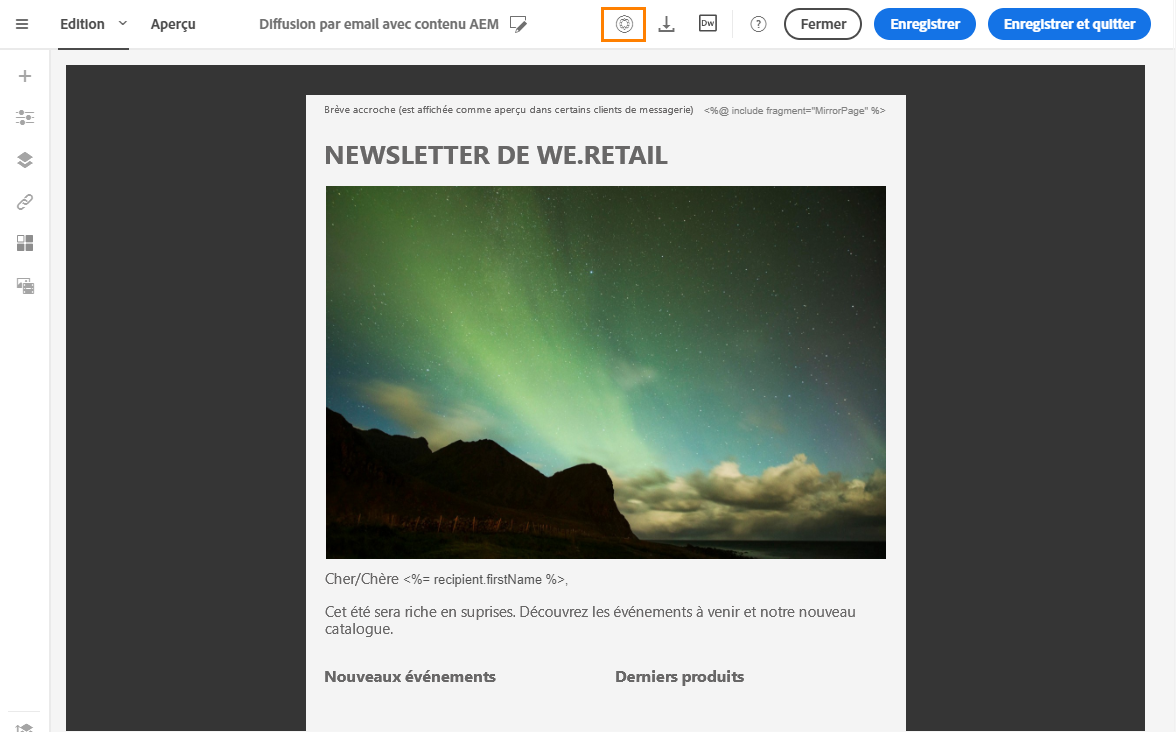 Edition Aperçu Diffusion par email avec contenu AEM Dw ? Fermer Enregistrer Enregistrer et quitter
Brève accroche (est affichée comme aperçu dans certains clients de messagerie) <%@ include fragment="MirrorPage" %>
NEWSLETTER DE WE.RETAIL
Cher/Chère <%= recipient.firstName %>,
Cet été sera riche en suprises. Découvrez les événements à venir et notre nouveau
catalogue.
Nouveaux événements Derniers produits